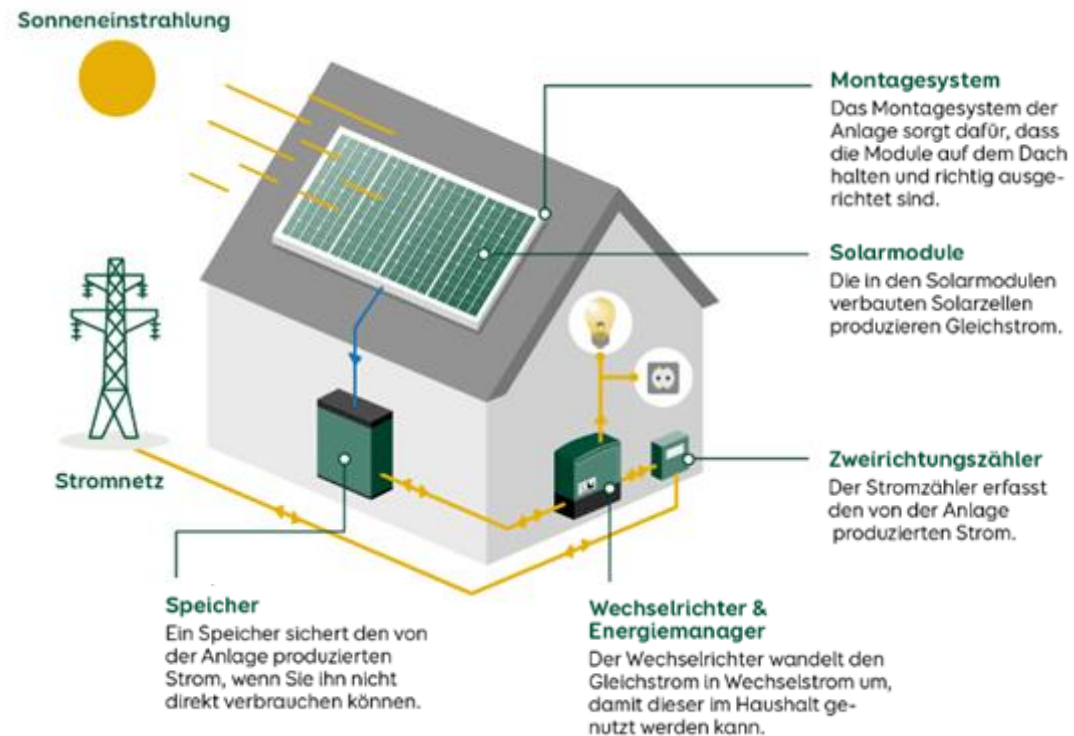 Sonneneinstrahlung
Montagesystem
Das Montagesystem der
Anlage sorgt dafür, dass
die Module auf dem Dach
halten und richtig ausge-
richtet sind.
Solarmodule
Die in den Solarmodulen
verbauten Solarzellen
produzieren Gleichstrom.
Zweirichtungszähler
Der Stromzähler erfasst
den von der Anlage
produzierten Strom.
Stromnetz
Speicher
Ein Speicher sichert den von
der Anlage produzierten
Strom, wenn Sie ihn nicht
direkt verbrauchen können.
Wechselrichter &
Energiemanager
Der Wechselrichter wandelt den
Gleichstrom in Wechselstrom um,
damit dieser im Haushalt ge-
nutzt werden kann.